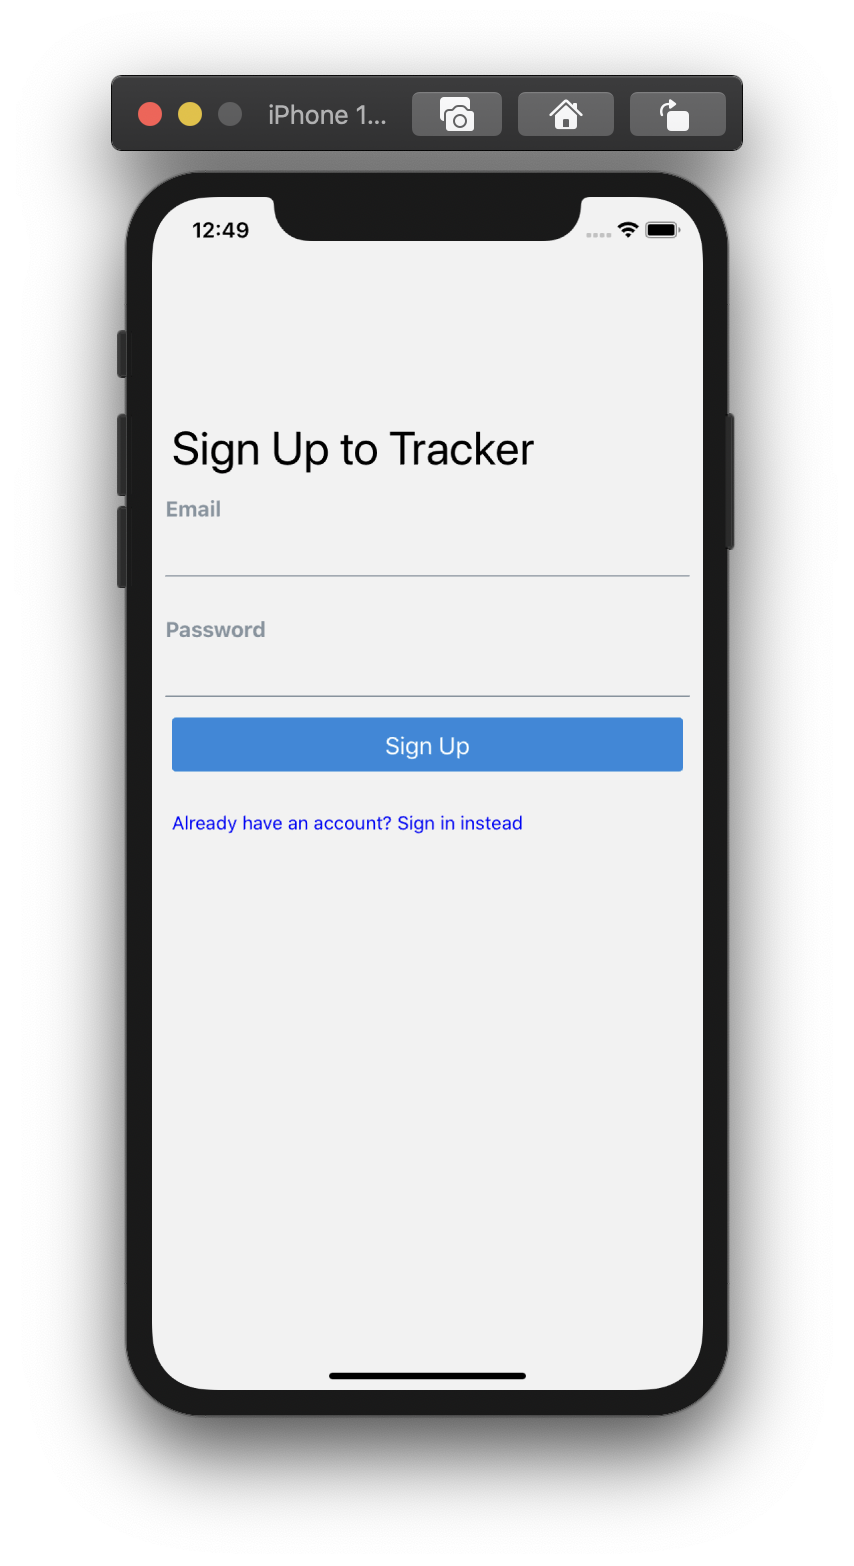 iPhone 1...
12:49
Sign Up to Tracker
Email
Password
Sign Up
Already have an account? Sign in instead